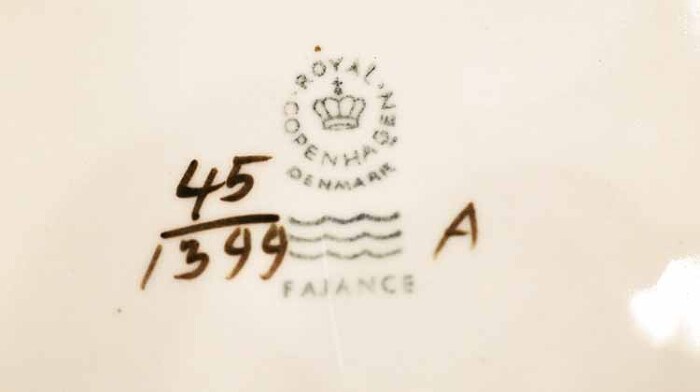 ROYAL
COPENHAGEN
DENMARK
45
1399
A
FAJANCE